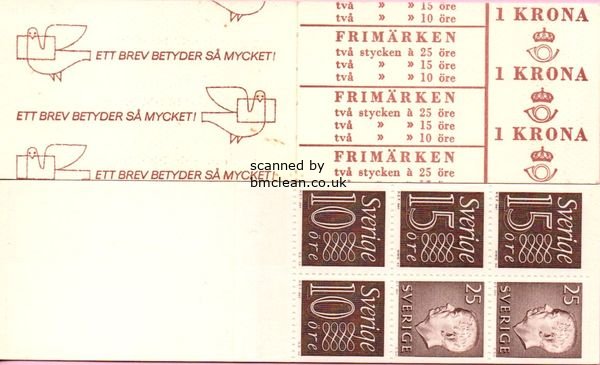 ETT BREV BETYDER SÅ MYCKET!
ETT BREV BETYDER SÅ MYCKET!
ETT BREV BETYDER SÅ MYCKET!
två » » 15 öre
två » » 10 öre
FRIMÄRKEN
två stycken à 25 öre
två » » 15 öre
två » » 10 öre
FRIMÄRKEN
två stycken à 25 öre
två » » 15 öre
två » » 10 öre
FRIMÄRKEN
två stycken à 25 öre
1 KRONA
1 KRONA
1 KRONA
scanned by
bmclean.co.uk
Sverige
10
öre
Sverige
115
öre
Sverige
115
öre
Sverige
10
öre
25
SVERIGE
25
SVERIGE